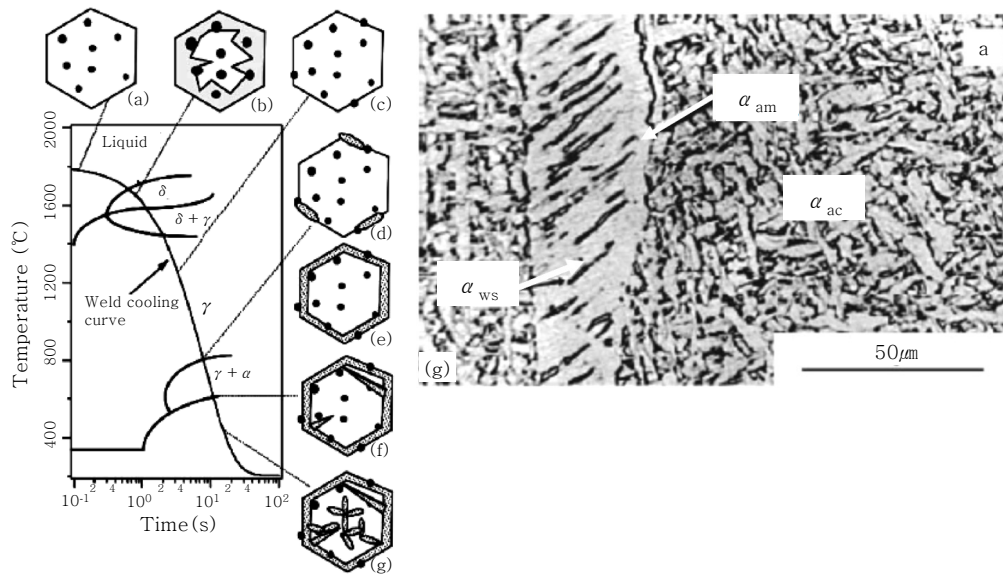 (a)
(b)
(c)
(d)
(e)
(f)
(g)
Temperature (℃)
2000
1600
1200
800
400
Liquid
δ
δ + γ
Weld cooling
curve
γ
γ + α
10⁻¹ 2 4 10⁰ 2 4 10¹ 2 4 10²
Time (s)
a
α am
α ac
α ws
(g)
50㎛